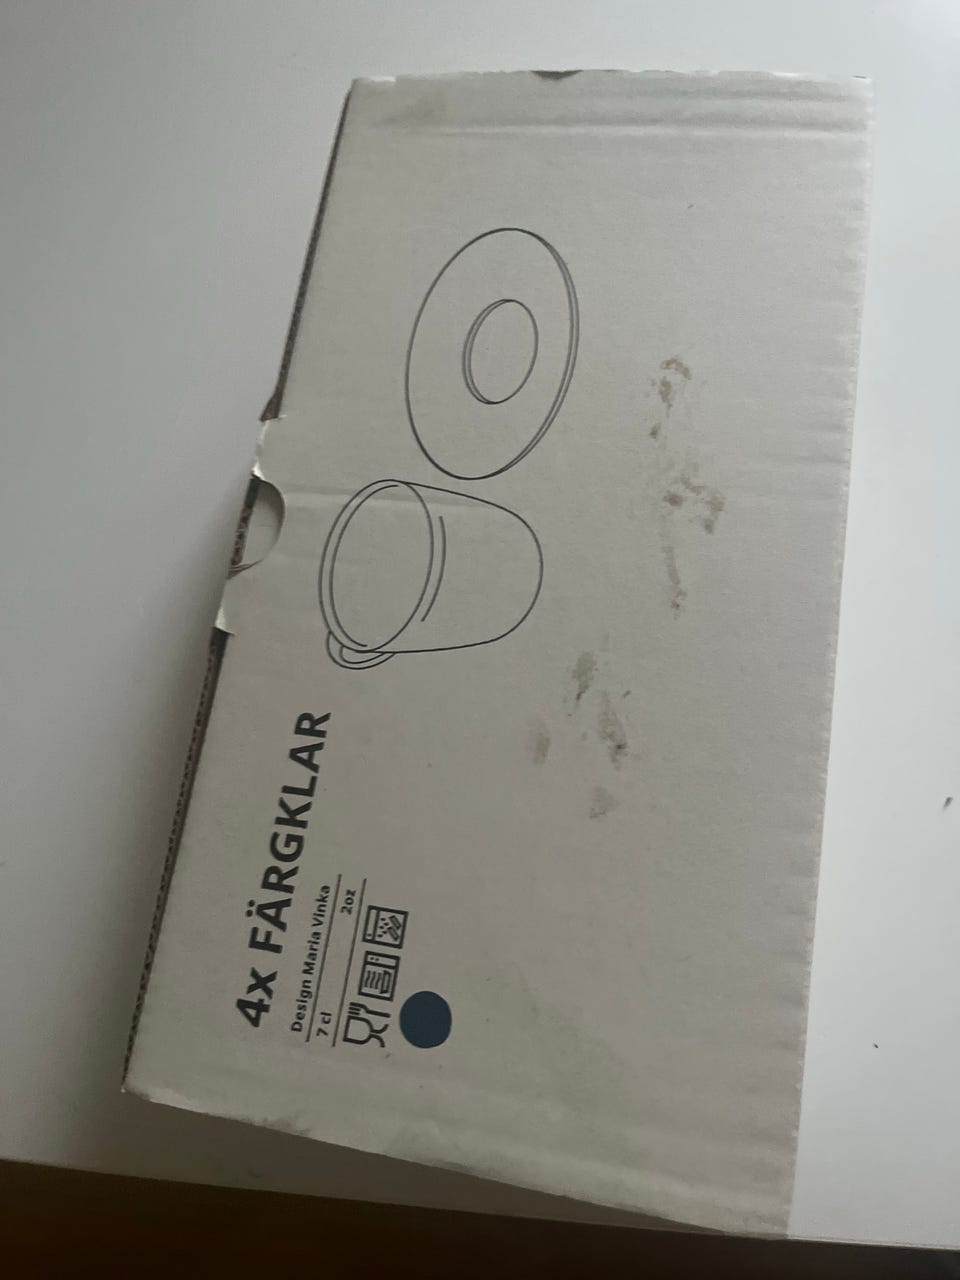 4x FÄRGKLAR
Design Maria Vinka
7 cl 2oz